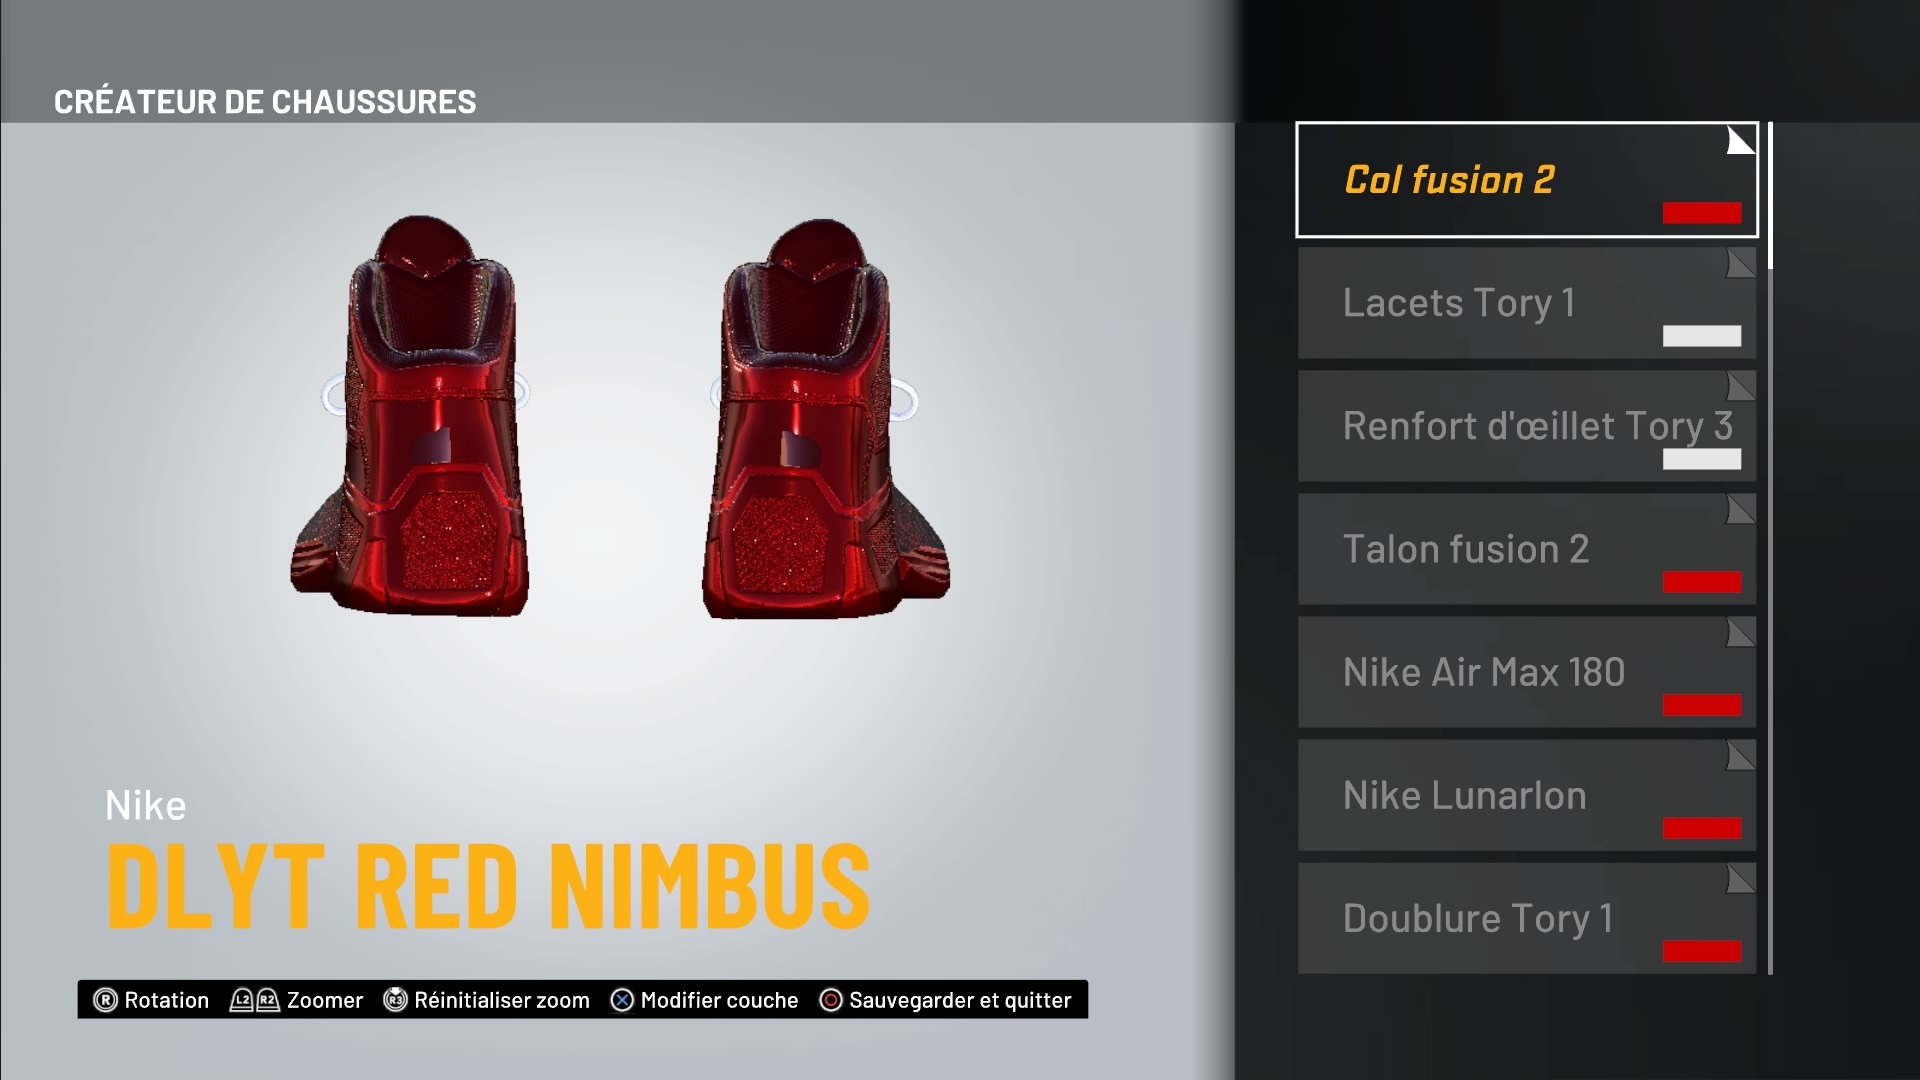 CRÉATEUR DE CHAUSSURES
Col fusion 2
Lacets Tory 1
Renfort d'œillet Tory 3
Talon fusion 2
Nike Air Max 180
Nike Lunarlon
Doublure Tory 1
Nike
DLYT RED NIMBUS
R Rotation L2 R2 Zoomer R3 Réinitialiser zoom Modifier couche Sauvegarder et quitter